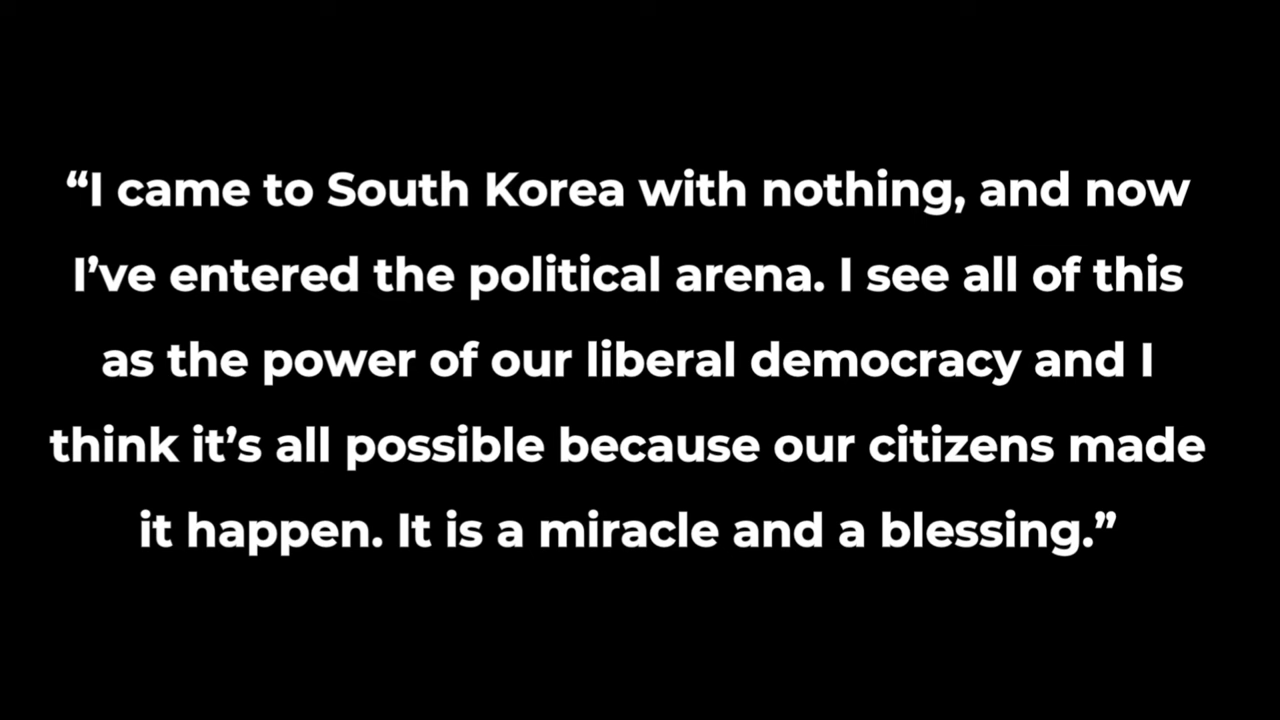 “I came to South Korea with nothing, and now
I’ve entered the political arena. I see all of this
as the power of our liberal democracy and I
think it’s all possible because our citizens made
it happen. It is a miracle and a blessing.”